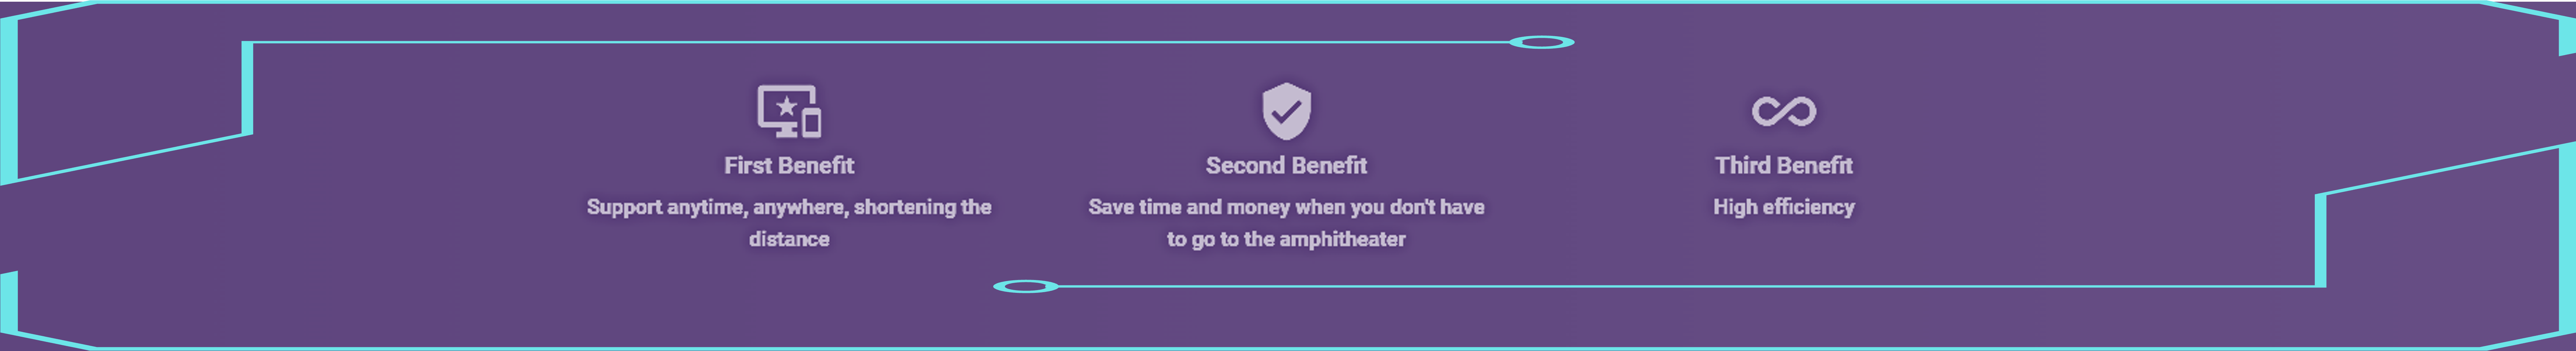 First Benefit
Support anytime, anywhere, shortening the
distance
Second Benefit
Save time and money when you don't have
to go to the amphitheater
Third Benefit
High efficiency